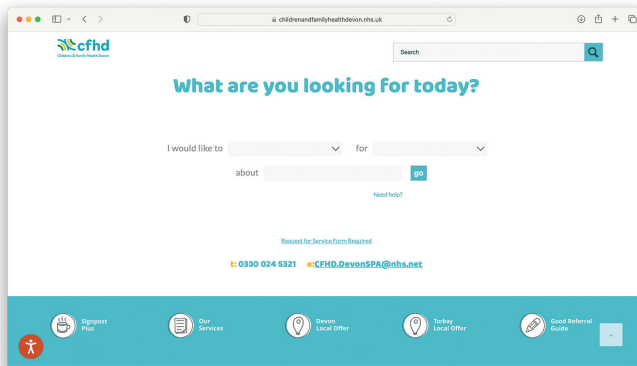 childrenandfamilyhealthdevon.nhs.uk
cfhd
Children & Family Health Devon
Search
What are you looking for today?
I would like to
for
about
go
Need help?
Request for Service Form Required
t: 0330 024 5321 e:CFHD.DevonSPA@nhs.net
Signpost
Plus
Our
Services
Devon
Local Offer
Torbay
Local Offer
Good Referral
Guide